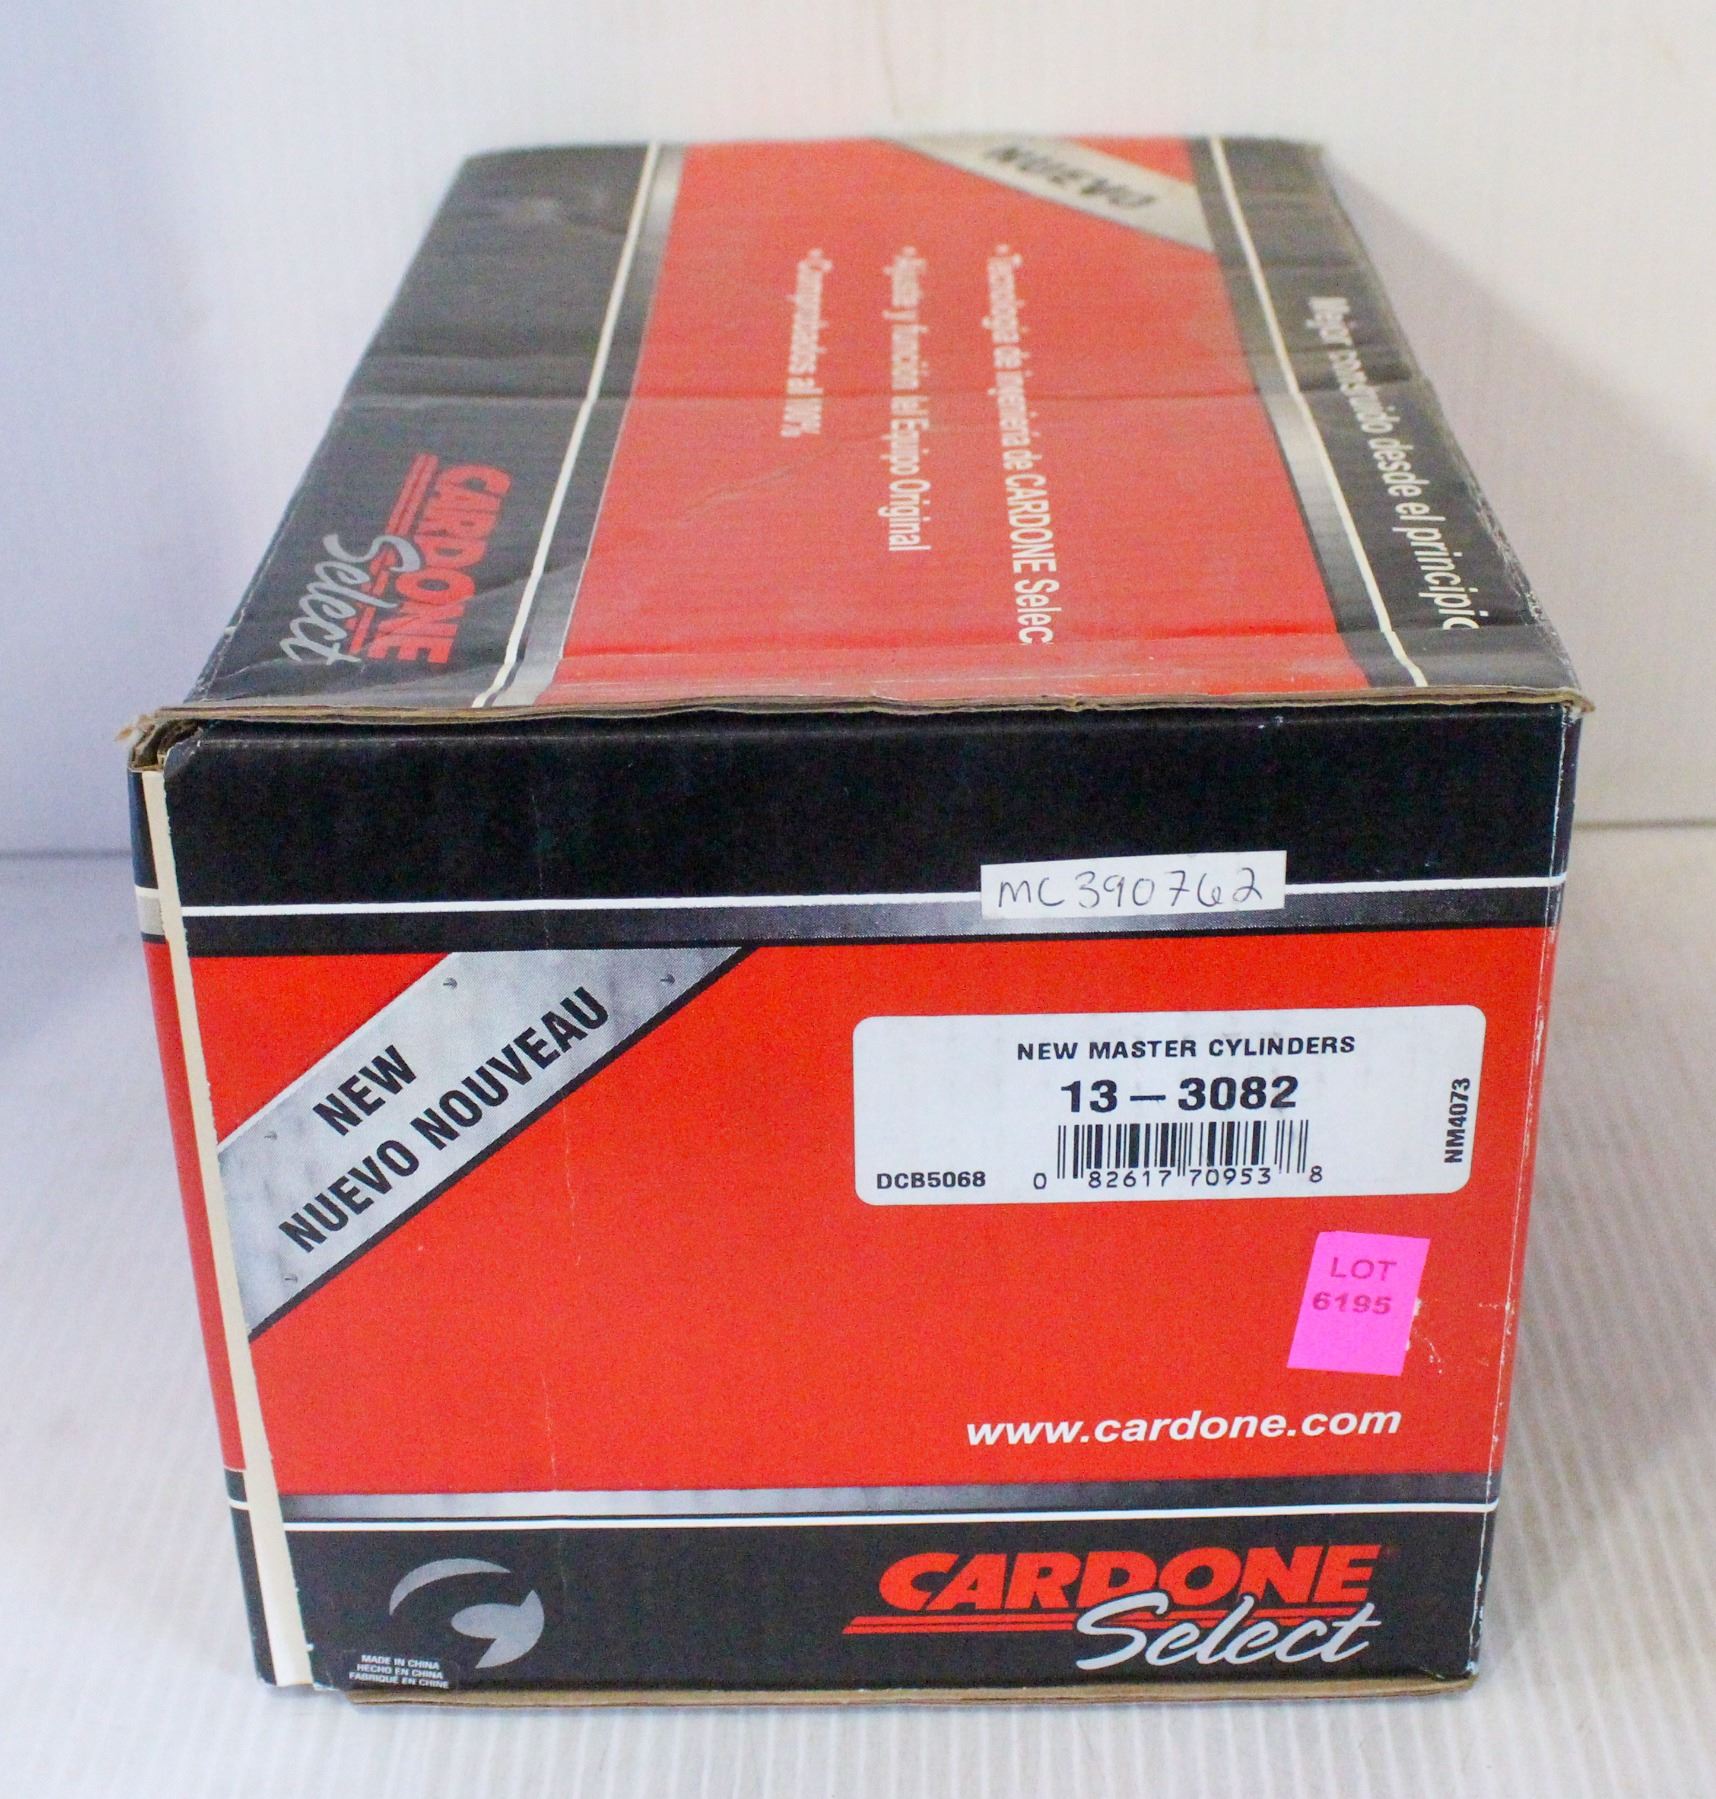 NUEVO
Mejor construido desde el principio
• Tecnología de ingeniería de CARDONE Selec
• Ajuste y función del Equipo Original
• Comprobados al 100%
CARDONE
Select
MC390762
NEW
NUEVO NOUVEAU
NEW MASTER CYLINDERS
13-3082
NM4073
DCB5068
0 82617 70953 8
LOT
6195
www.cardone.com
CARDONE
Select
MADE IN CHINA
HECHO EN CHINA
FABRIQUÉ EN CHINE